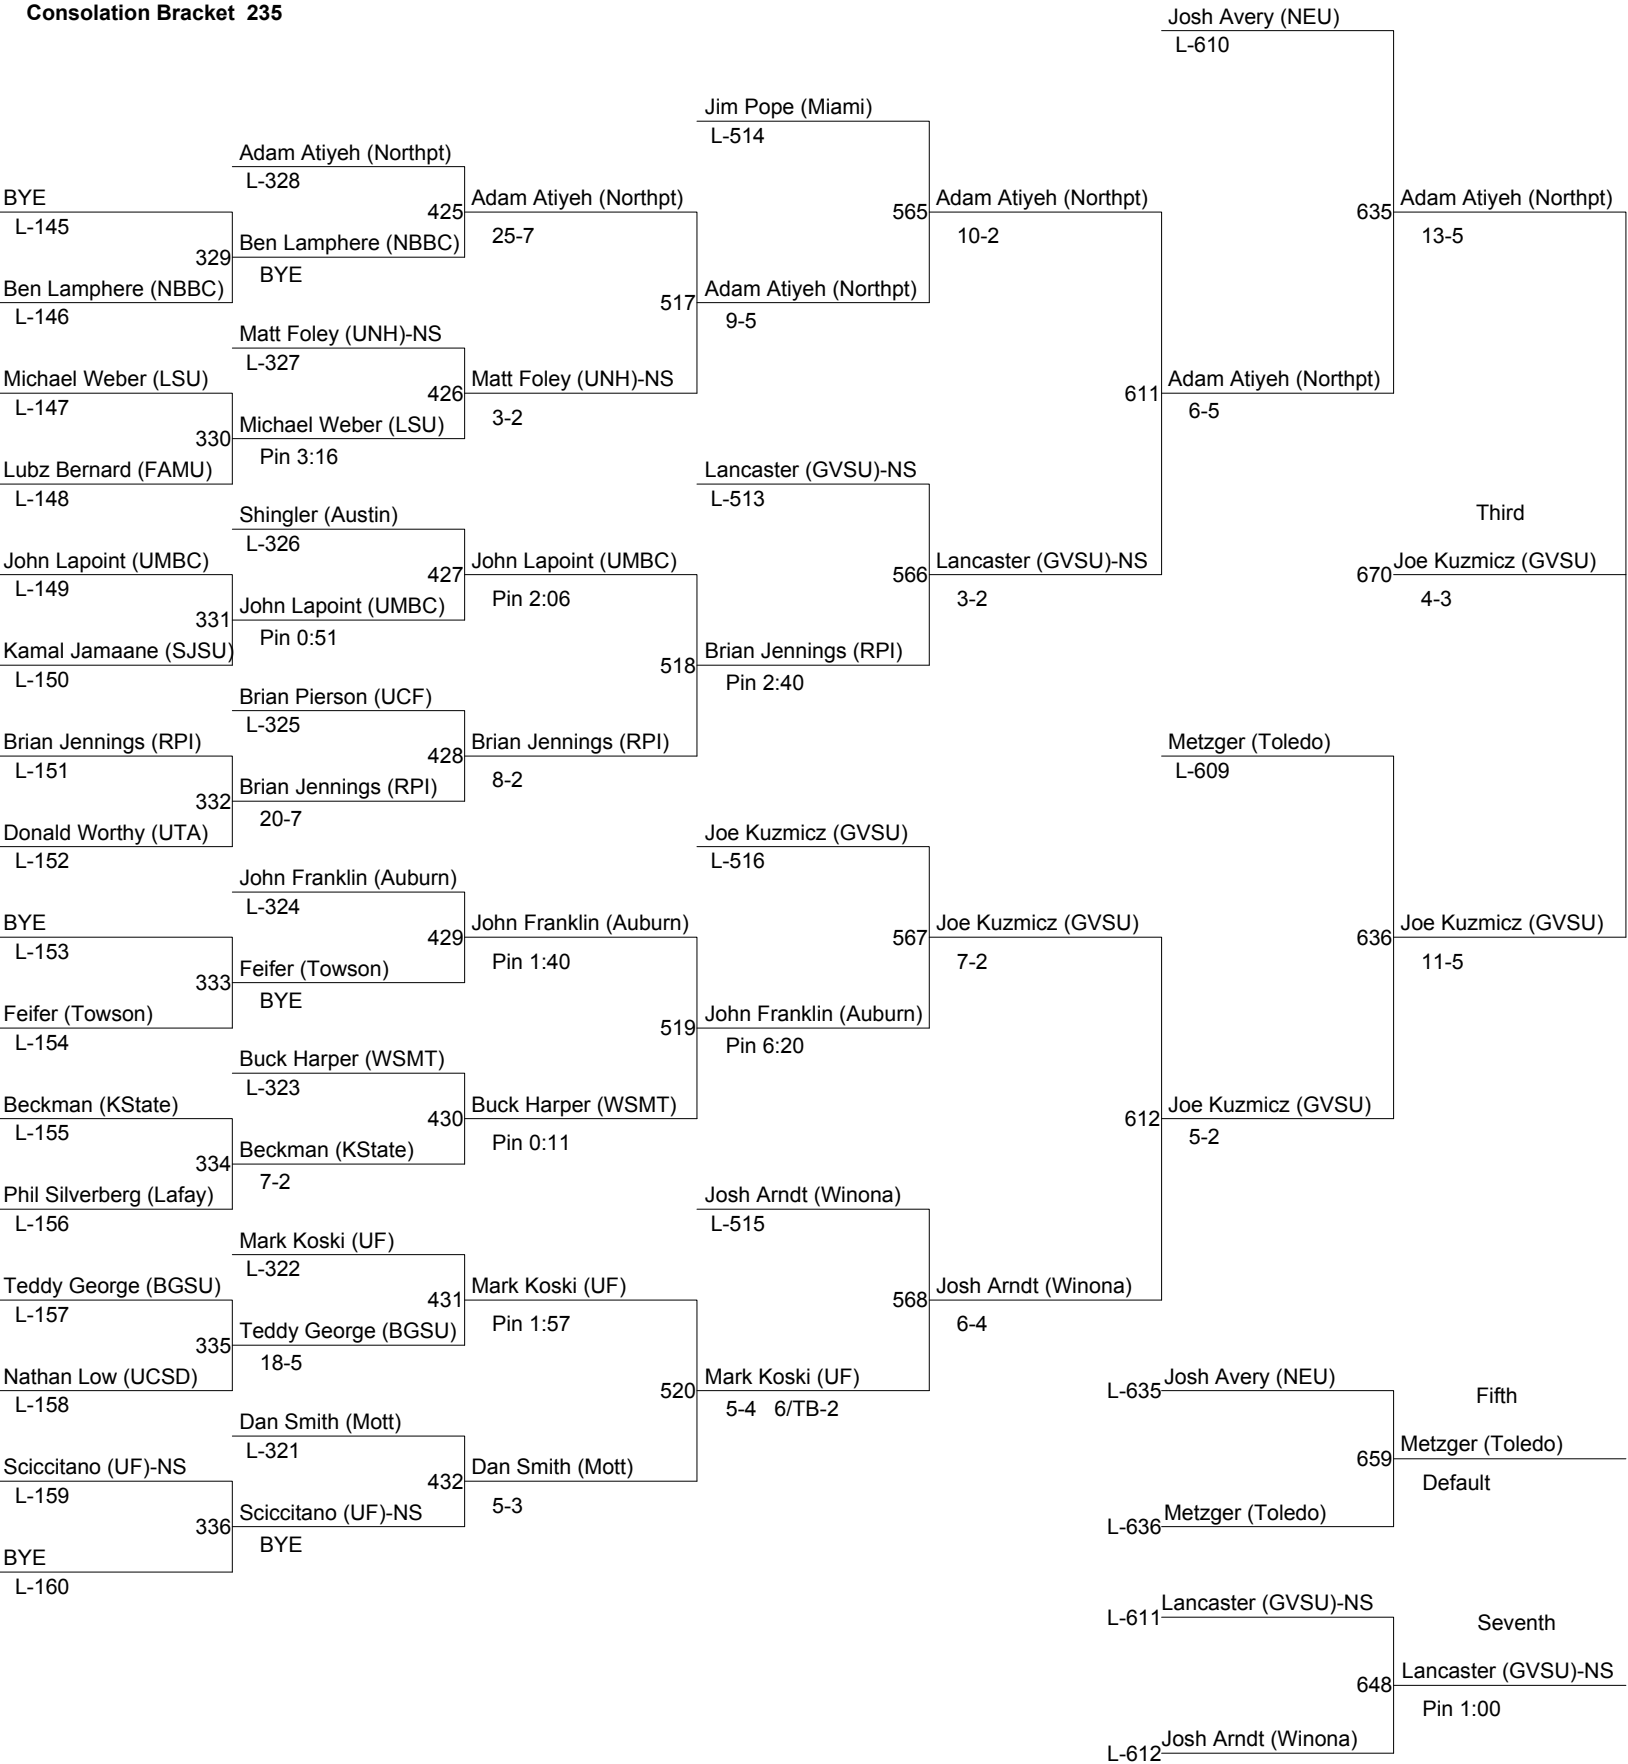 Consolation Bracket 235
BYE
L-145
329
Ben Lamphere (NBBC)
L-146
Michael Weber (LSU)
L-147
330
Lubz Bernard (FAMU)
L-148
John Lapoint (UMBC)
L-149
331
Kamal Jamaane (SJSU)
L-150
Brian Jennings (RPI)
L-151
332
Donald Worthy (UTA)
L-152
BYE
L-153
333
Feifer (Towson)
L-154
Beckman (KState)
L-155
334
Phil Silverberg (Lafay)
L-156
Teddy George (BGSU)
L-157
335
Nathan Low (UCSD)
L-158
Sciccitano (UF)-NS
L-159
336
BYE
L-160
Adam Atiyeh (Northpt)
L-328
425
Ben Lamphere (NBBC)
BYE
Matt Foley (UNH)-NS
L-327
426
Michael Weber (LSU)
Pin 3:16
Shingler (Austin)
L-326
427
John Lapoint (UMBC)
Pin 0:51
Brian Pierson (UCF)
L-325
428
Brian Jennings (RPI)
20-7
John Franklin (Auburn)
L-324
429
Feifer (Towson)
BYE
Buck Harper (WSMT)
L-323
430
Beckman (KState)
7-2
Mark Koski (UF)
L-322
431
Teddy George (BGSU)
18-5
Dan Smith (Mott)
L-321
432
Sciccitano (UF)-NS
BYE
Adam Atiyeh (Northpt)
25-7
517
Matt Foley (UNH)-NS
3-2
John Lapoint (UMBC)
Pin 2:06
518
Brian Jennings (RPI)
8-2
John Franklin (Auburn)
Pin 1:40
519
Buck Harper (WSMT)
Pin 0:11
Mark Koski (UF)
Pin 1:57
520
Dan Smith (Mott)
5-3
Jim Pope (Miami)
L-514
565
Adam Atiyeh (Northpt)
9-5
Lancaster (GVSU)-NS
L-513
566
Brian Jennings (RPI)
Pin 2:40
Joe Kuzmicz (GVSU)
L-516
567
John Franklin (Auburn)
Pin 6:20
Josh Arndt (Winona)
L-515
568
Mark Koski (UF)
5-4 6/TB-2
Adam Atiyeh (Northpt)
10-2
611
Lancaster (GVSU)-NS
3-2
Joe Kuzmicz (GVSU)
7-2
612
Josh Arndt (Winona)
6-4
Josh Avery (NEU)
L-610
635
Adam Atiyeh (Northpt)
6-5
Metzger (Toledo)
L-609
636
Joe Kuzmicz (GVSU)
5-2
Adam Atiyeh (Northpt)
13-5
Third
670
Joe Kuzmicz (GVSU)
4-3
Joe Kuzmicz (GVSU)
11-5
L-635
Josh Avery (NEU)
Fifth
659
Metzger (Toledo)
Default
L-636
Metzger (Toledo)
L-611
Lancaster (GVSU)-NS
Seventh
648
Lancaster (GVSU)-NS
Pin 1:00
L-612
Josh Arndt (Winona)